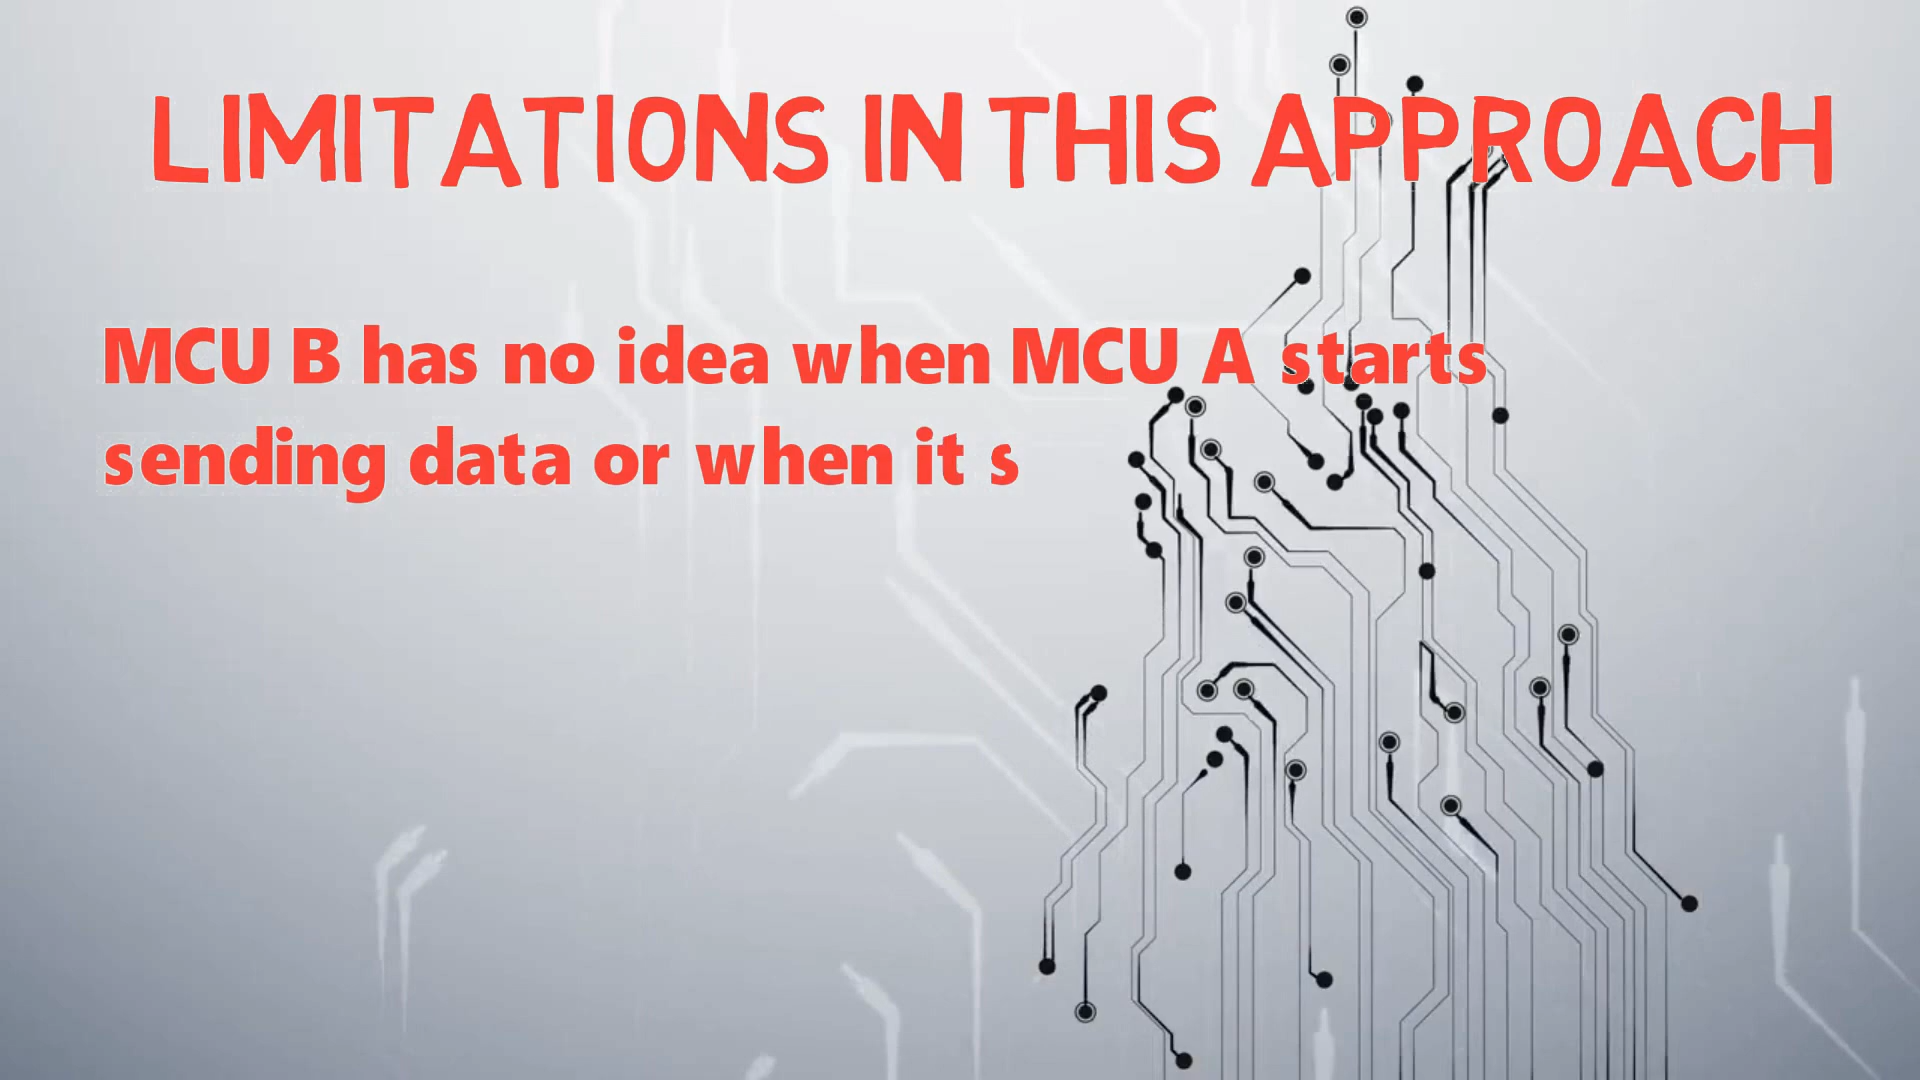 LIMITATIONS IN THIS APPROACH
MCU B has no idea when MCU A starts
sending data or when it s